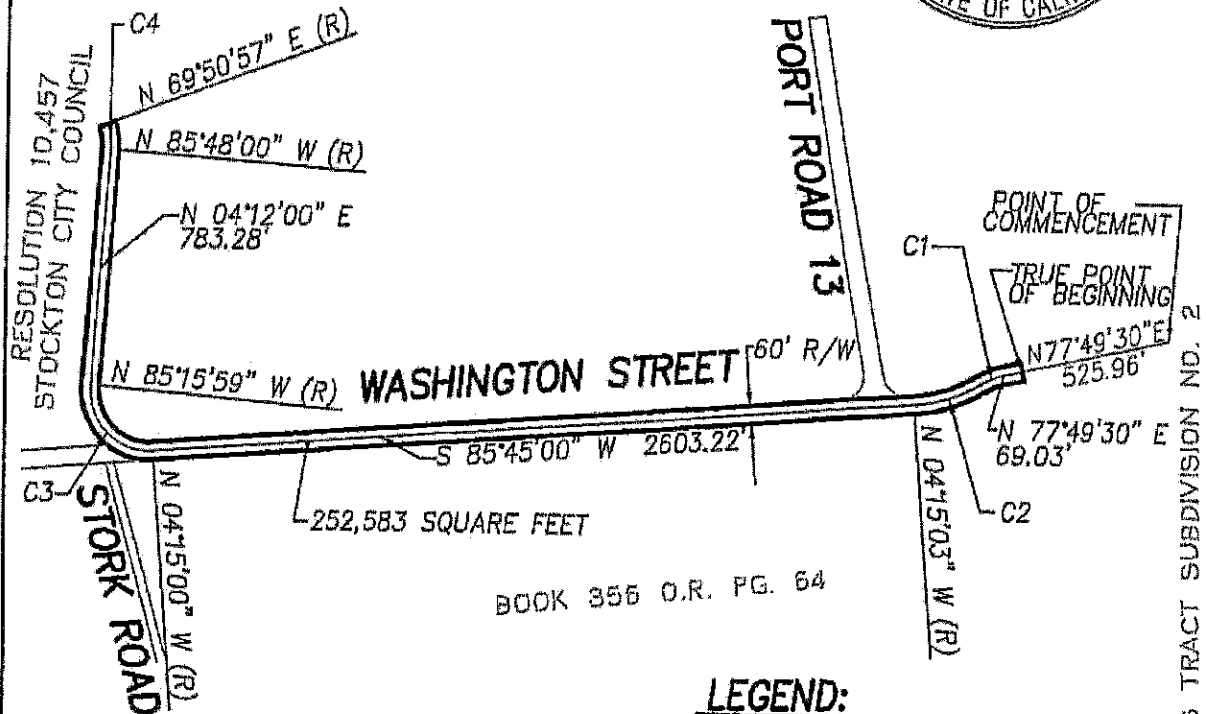 OF CALI
C4
N 69°50'57" E (R)
RESOLUTION 10,457
STOCKTON CITY COUNCIL
N 85°48'00" W (R)
PORT ROAD 13
N 04°12'00" E
783.28'
POINT OF
COMMENCEMENT
C1
TRUE POINT
OF BEGINNING
N 85°15'59" W (R)
WASHINGTON STREET
60' R/W
N77°49'30"E
525.96'
S 85°45'00" W 2603.22'
N 77°49'30" E
69.03'
C3
C2
STORK ROAD
N 04°15'00" W (R)
252,583 SQUARE FEET
N 04°15'03" W (R)
BOOK 356 O.R. PG. 64
TRACT SUBDIVISION NO. 2
LEGEND: